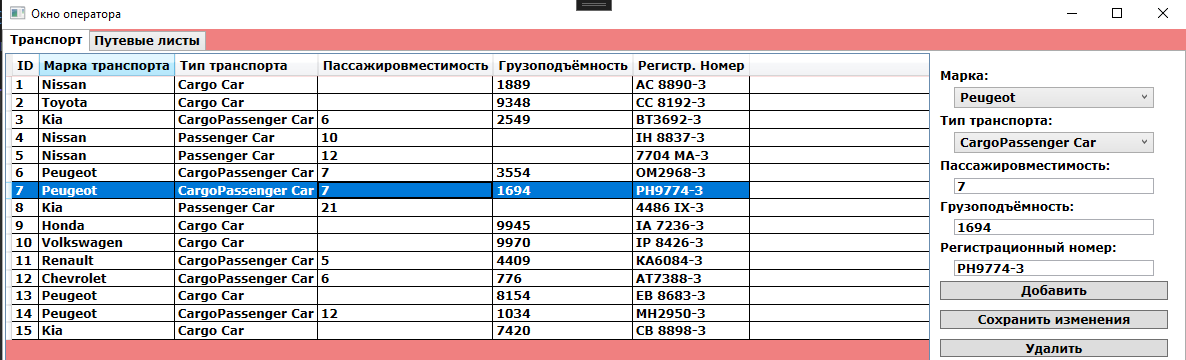 Окно оператора
Транспорт Путевые листы
ID Марка транспорта Тип транспорта Пассажировместимость Грузоподъёмность Регистр. Номер
1 Nissan Cargo Car 1889 AC 8890-3
2 Toyota Cargo Car 9348 CC 8192-3
3 Kia CargoPassenger Car 6 2549 BT3692-3
4 Nissan Passenger Car 10 IH 8837-3
5 Nissan Passenger Car 12 7704 MA-3
6 Peugeot CargoPassenger Car 7 3554 OM2968-3
7 Peugeot CargoPassenger Car 7 1694 PH9774-3
8 Kia Passenger Car 21 4486 IX-3
9 Honda Cargo Car 9945 IA 7236-3
10 Volkswagen Cargo Car 9970 IP 8426-3
11 Renault CargoPassenger Car 5 4409 KA6084-3
12 Chevrolet CargoPassenger Car 6 776 AT7388-3
13 Peugeot Cargo Car 8154 EB 8683-3
14 Peugeot CargoPassenger Car 12 1034 MH2950-3
15 Kia Cargo Car 7420 CB 8898-3
Марка:
Peugeot
Тип транспорта:
CargoPassenger Car
Пассажировместимость:
7
Грузоподъёмность:
1694
Регистрационный номер:
PH9774-3
Добавить
Сохранить изменения
Удалить